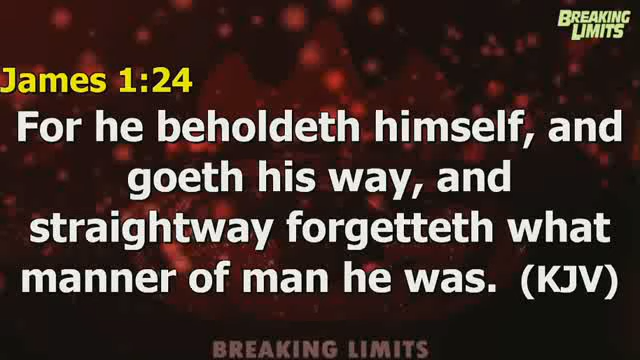 BREAKING
LIMITS
James 1:24
For he beholdeth himself, and
goeth his way, and
straightway forgetteth what
manner of man he was. (KJV)
BREAKING LIMITS